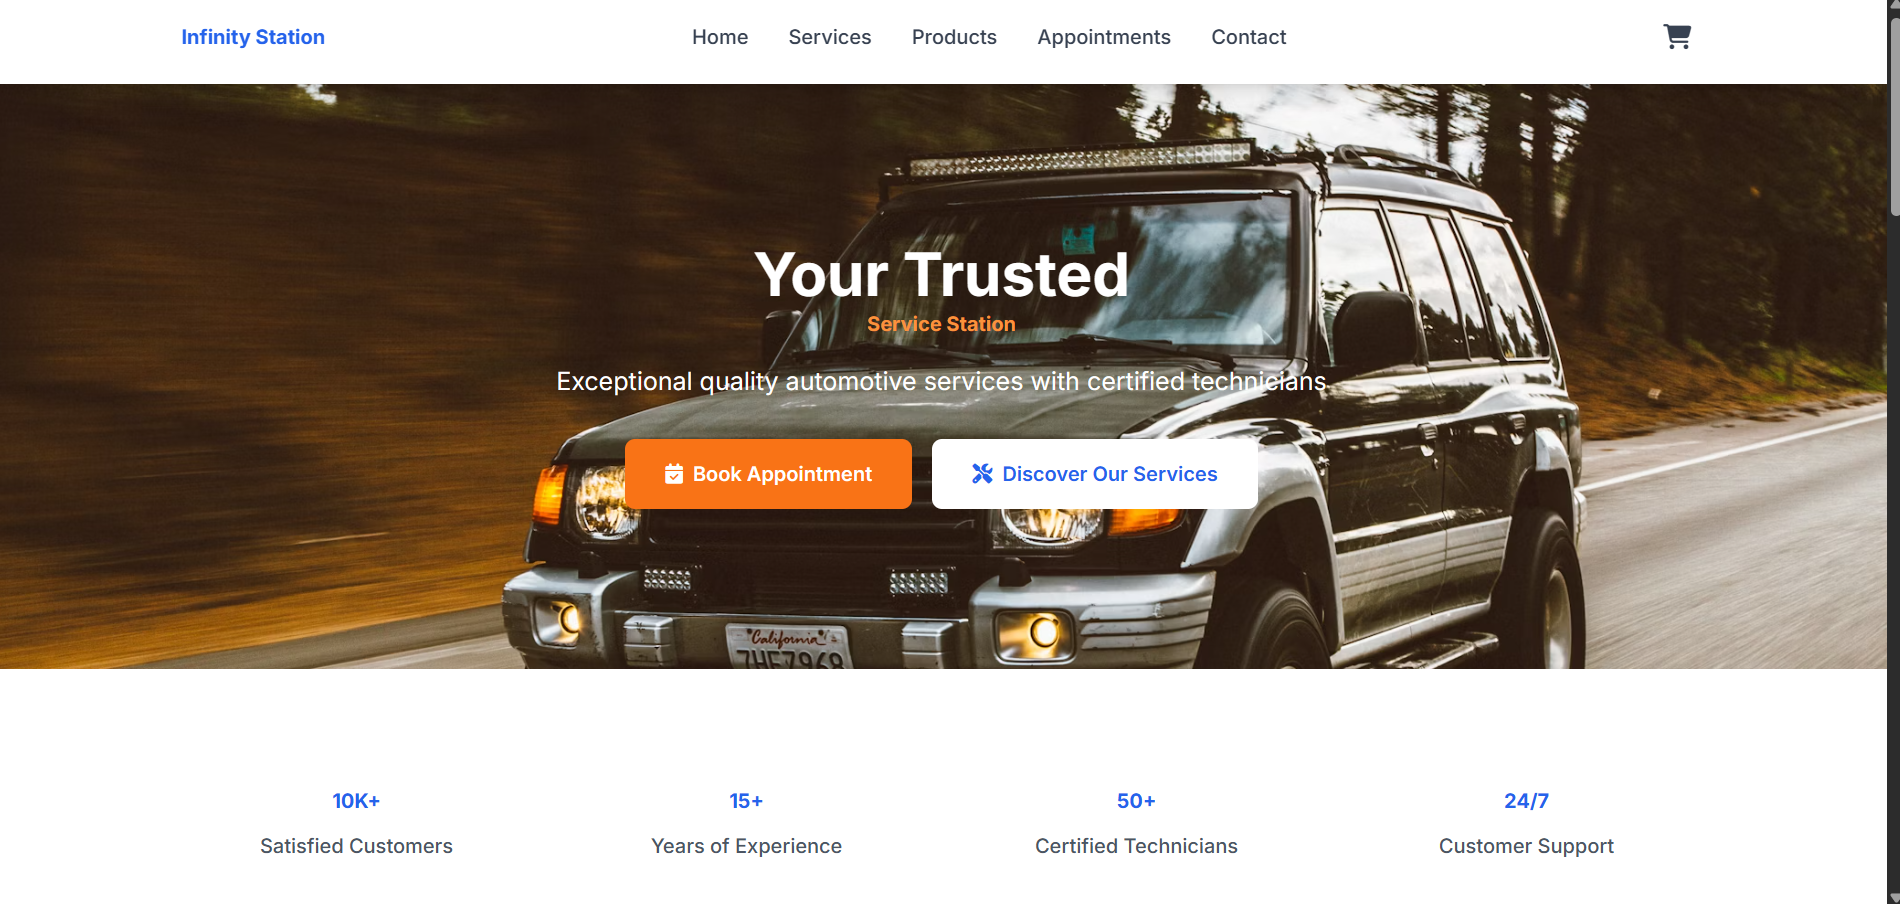 Infinity Station
Home
Services
Products
Appointments
Contact
Your Trusted
Service Station
Exceptional quality automotive services with certified technicians
Book Appointment
Discover Our Services
California
7HFZ968
10K+
Satisfied Customers
15+
Years of Experience
50+
Certified Technicians
24/7
Customer Support